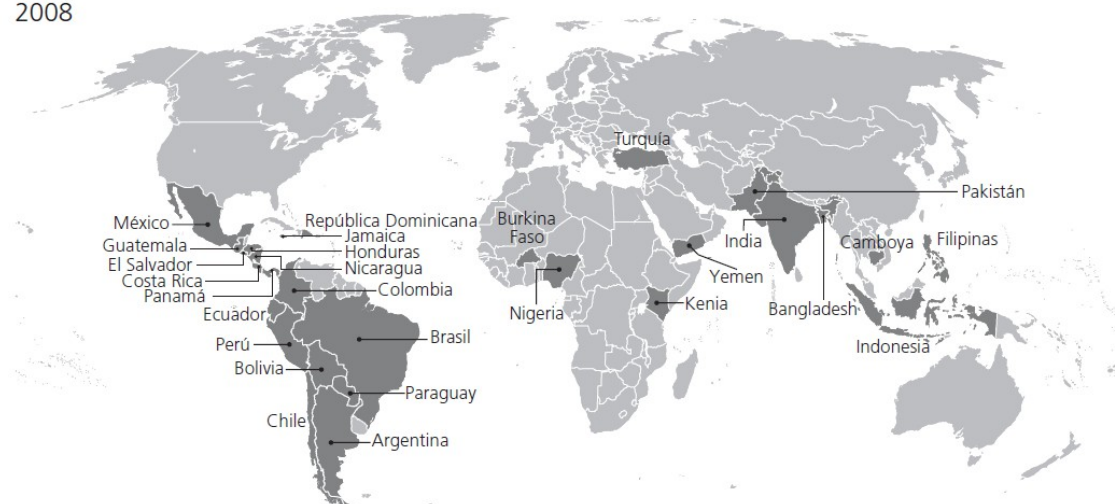 2008
Turquía
Pakistán
México
República Dominicana
Burkina
Faso
Jamaica
Guatemala
Honduras
India
Camboya
Filipinas
El Salvador
Nicaragua
Yemen
Costa Rica
Panamá
Colombia
Ecuador
Nigeria
Kenia
Bangladesh
Perú
Brasil
Indonesia
Bolivia
Paraguay
Chile
Argentina